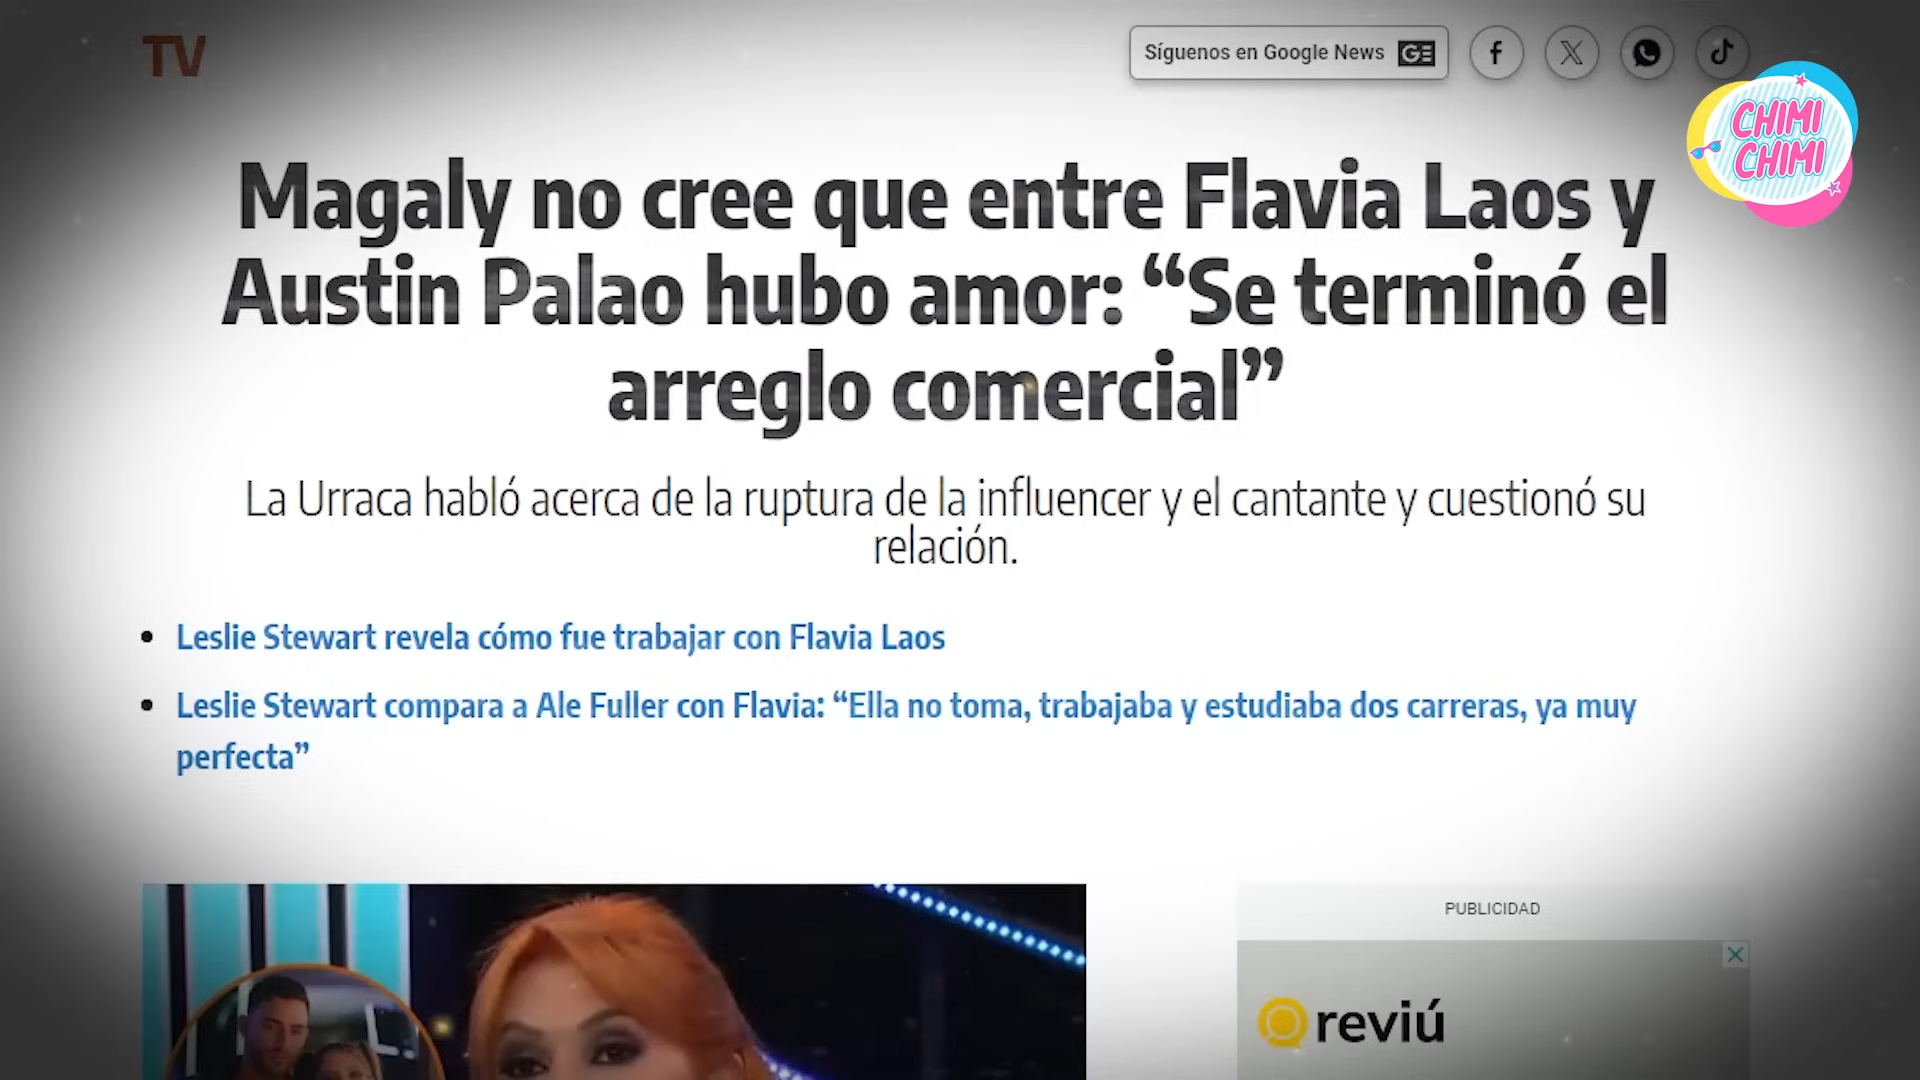 TV
Síguenos en Google News
CHIMI
CHIMI
Magaly no cree que entre Flavia Laos y
Austin Palao hubo amor: “Se terminó el
arreglo comercial”
La Urraca habló acerca de la ruptura de la influencer y el cantante y cuestionó su
relación.
• Leslie Stewart revela cómo fue trabajar con Flavia Laos
• Leslie Stewart compara a Ale Fuller con Flavia: “Ella no toma, trabajaba y estudiaba dos carreras, ya muy
perfecta”
PUBLICIDAD
reviú